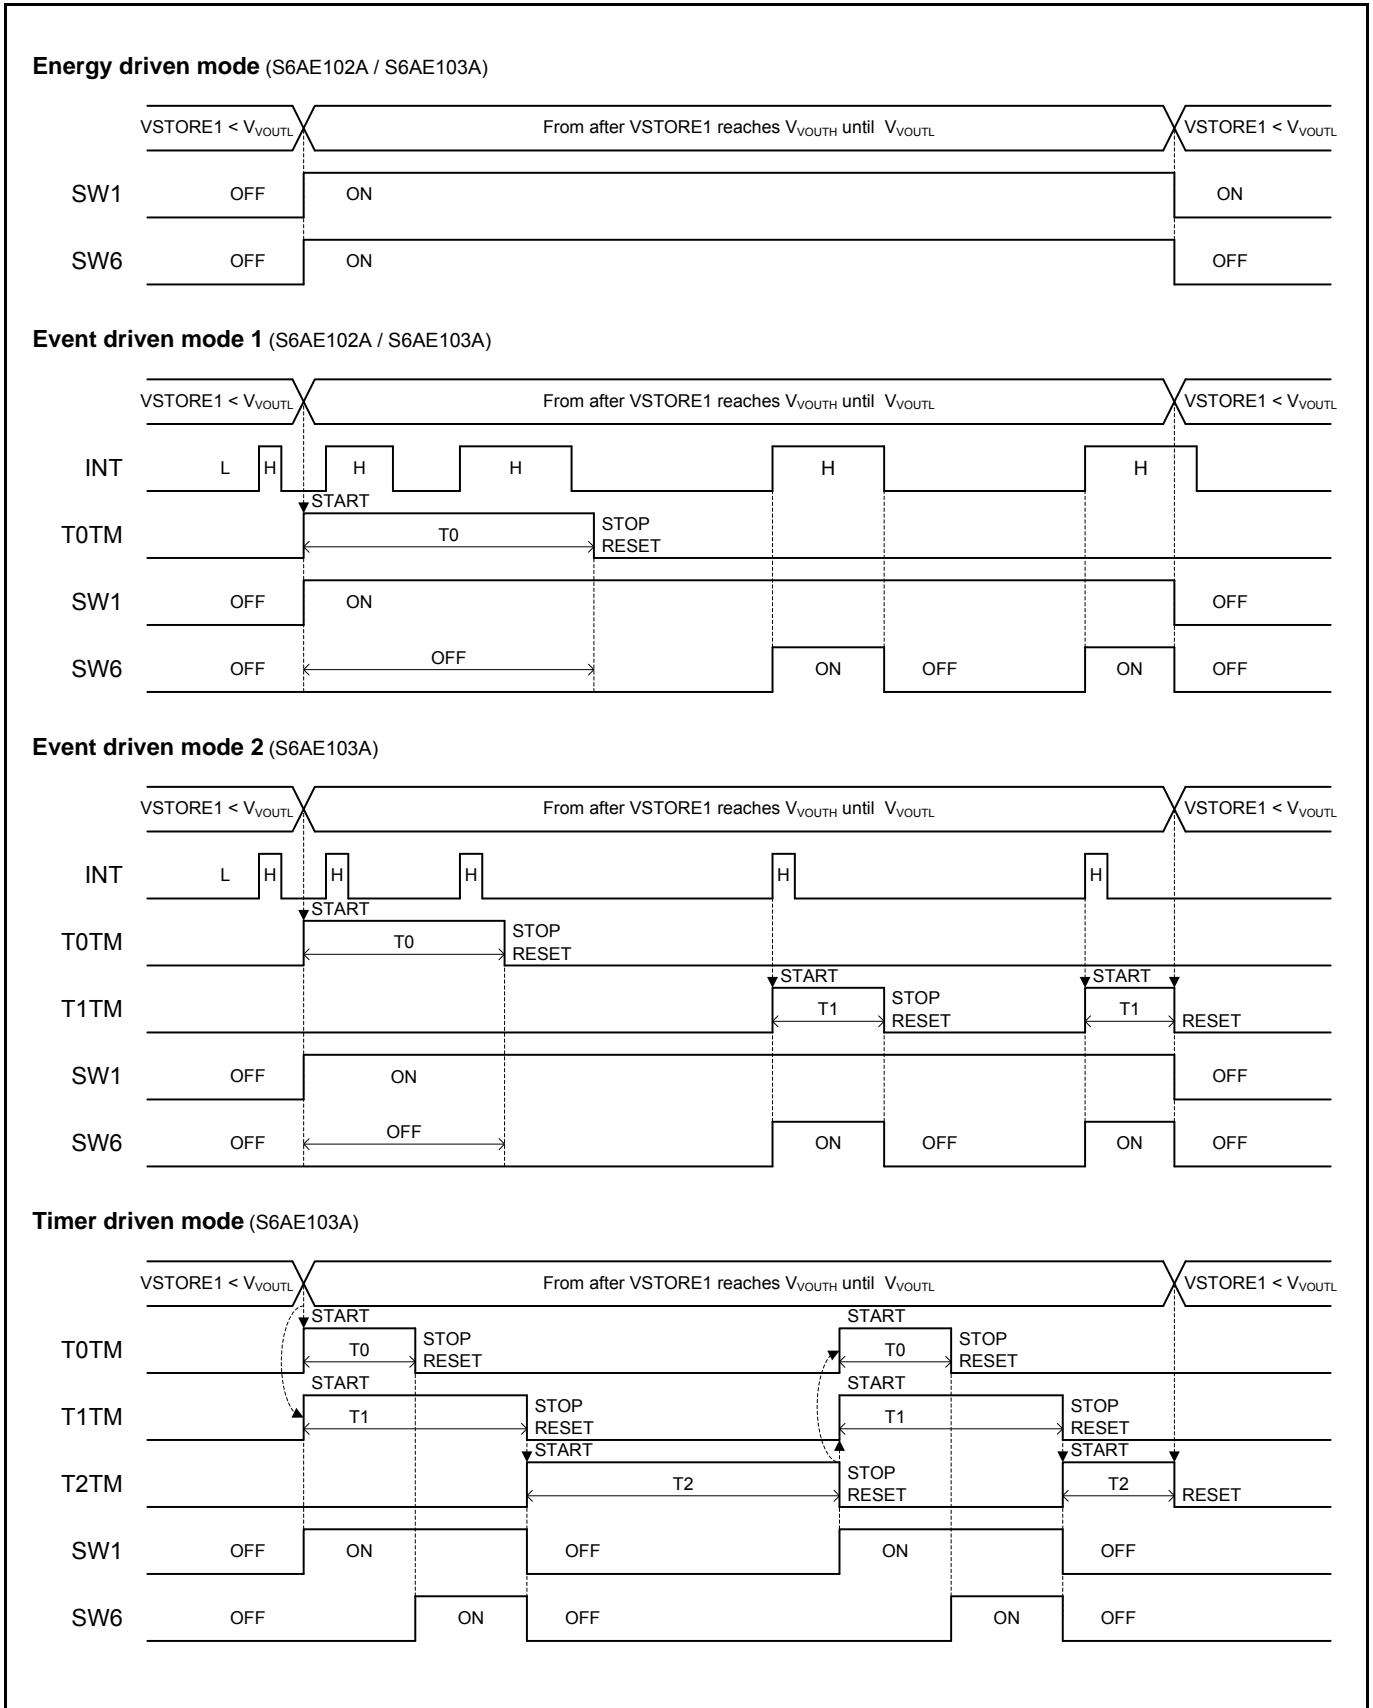 Energy driven mode (S6AE102A / S6AE103A)
VSTORE1 < VVOUTL From after VSTORE1 reaches VVOUTH until VVOUTL VSTORE1 < VVOUTL
SW1 OFF ON ON
SW6 OFF ON OFF
Event driven mode 1 (S6AE102A / S6AE103A)
VSTORE1 < VVOUTL From after VSTORE1 reaches VVOUTH until VVOUTL VSTORE1 < VVOUTL
INT L H H H H H
START
T0TM T0 STOP
RESET
SW1 OFF ON OFF
SW6 OFF OFF ON OFF ON OFF
Event driven mode 2 (S6AE103A)
VSTORE1 < VVOUTL From after VSTORE1 reaches VVOUTH until VVOUTL VSTORE1 < VVOUTL
INT L H H H H H
START
T0TM T0 STOP
RESET
START START
T1TM T1 STOP T1
RESET RESET
SW1 OFF ON OFF
SW6 OFF OFF ON OFF ON OFF
Timer driven mode (S6AE103A)
VSTORE1 < VVOUTL From after VSTORE1 reaches VVOUTH until VVOUTL VSTORE1 < VVOUTL
START START
T0TM T0 STOP T0 STOP
RESET RESET
START START
T1TM T1 STOP T1 STOP
RESET RESET
START START
T2TM T2 STOP T2
RESET RESET
SW1 OFF ON OFF ON OFF
SW6 OFF ON OFF ON OFF